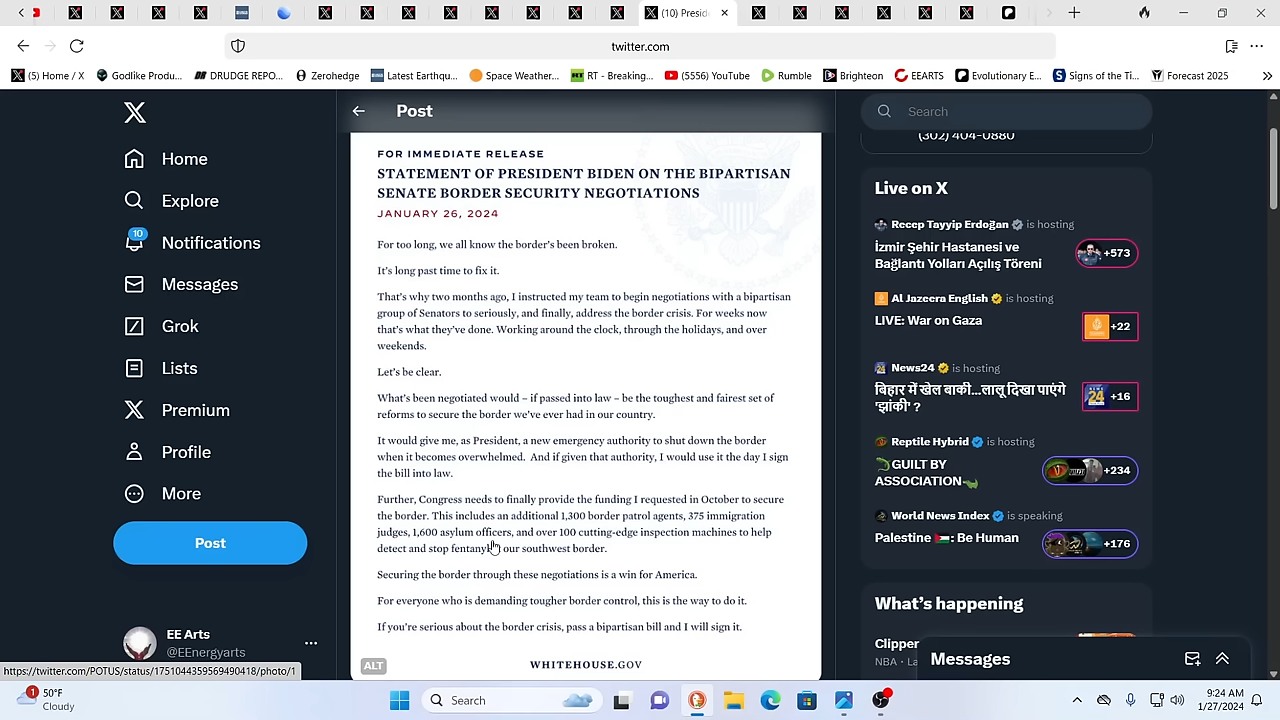 (10) Presid
twitter.com
(5) Home / X
Godlike Produ...
DRUDGE REPO...
Zerohedge
Latest Earthqu...
Space Weather...
RT - Breaking...
(5556) YouTube
Rumble
Brighteon
EEARTS
Evolutionary E...
Signs of the Ti...
Forecast 2025
Home
Explore
10
Notifications
Messages
Grok
Lists
Premium
Profile
More
Post
EE Arts
@EEnergyarts
Post
FOR IMMEDIATE RELEASE
STATEMENT OF PRESIDENT BIDEN ON THE BIPARTISAN
SENATE BORDER SECURITY NEGOTIATIONS
JANUARY 26, 2024
For too long, we all know the border's been broken.
It's long past time to fix it.
That's why two months ago, I instructed my team to begin negotiations with a bipartisan
group of Senators to seriously, and finally, address the border crisis. For weeks now
that's what they've done. Working around the clock, through the holidays, and over
weekends.
Let's be clear.
What's been negotiated would – if passed into law – be the toughest and fairest set of
reforms to secure the border we've ever had in our country.
It would give me, as President, a new emergency authority to shut down the border
when it becomes overwhelmed. And if given that authority, I would use it the day I sign
the bill into law.
Further, Congress needs to finally provide the funding I requested in October to secure
the border. This includes an additional 1,300 border patrol agents, 375 immigration
judges, 1,600 asylum officers, and over 100 cutting-edge inspection machines to help
detect and stop fentanyl our southwest border.
Securing the border through these negotiations is a win for America.
For everyone who is demanding tougher border control, this is the way to do it.
If you're serious about the border crisis, pass a bipartisan bill and I will sign it.
ALT
WHITEHOUSE.GOV
Search
(302) 404-0880
Live on X
Recep Tayyip Erdoğan is hosting
İzmir Şehir Hastanesi ve
Bağlantı Yolları Açılış Töreni
+573
Al Jazeera English is hosting
LIVE: War on Gaza
+22
News24 is hosting
बिहार में खेल बाकी...लालू दिखा पाएंगे
'झांकी' ?
+16
Reptile Hybrid is hosting
GUILT BY
ASSOCIATION
+234
World News Index is speaking
Palestine : Be Human
+176
What's happening
Clipper
NBA · La
Messages
https://twitter.com/POTUS/status/1751044359569490418/photo/1
1
50°F
Cloudy
Search
9:24 AM
1/27/2024